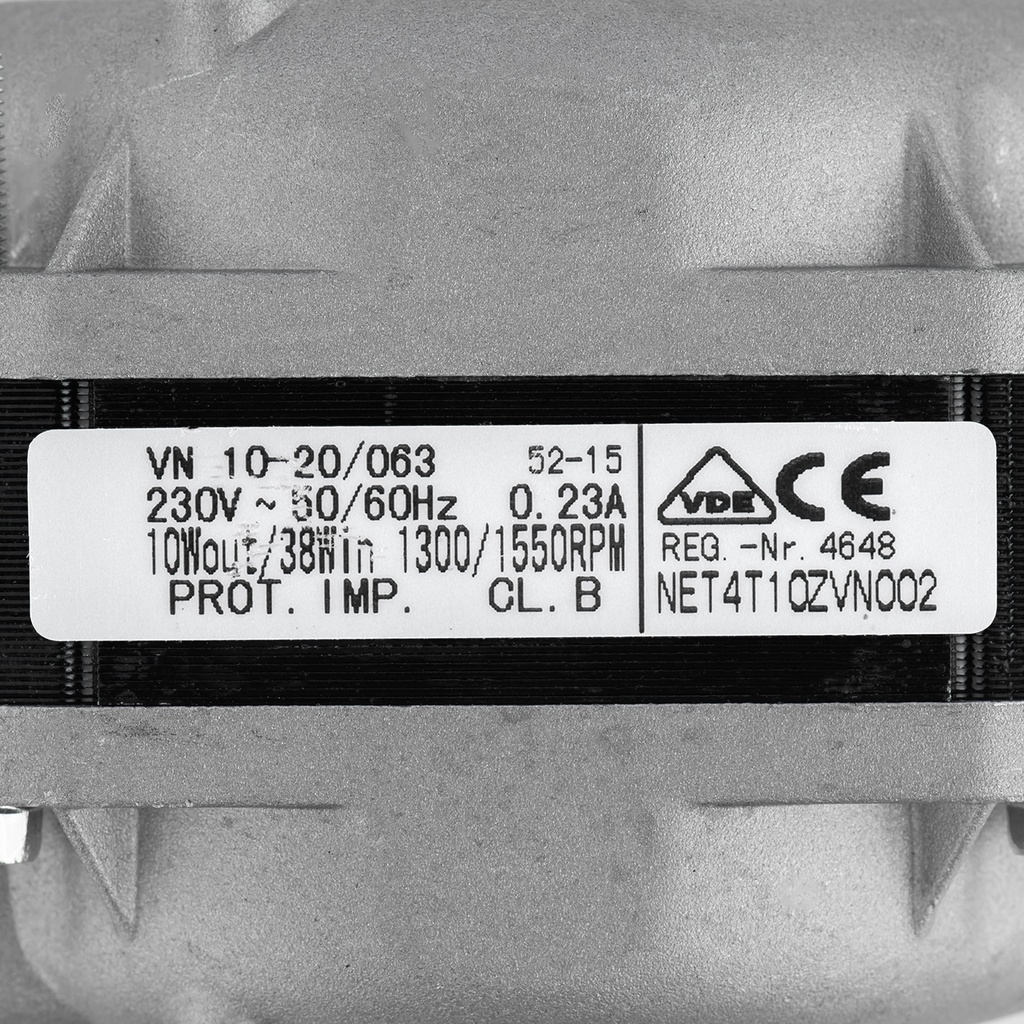 VN 10-20/063 52-15
230V ~ 50/60Hz 0.23A
10Wout/38Win 1300/1550RPM
PROT. IMP. CL. B
VDE CE
REG. -Nr. 4648
NET4T10ZVN002